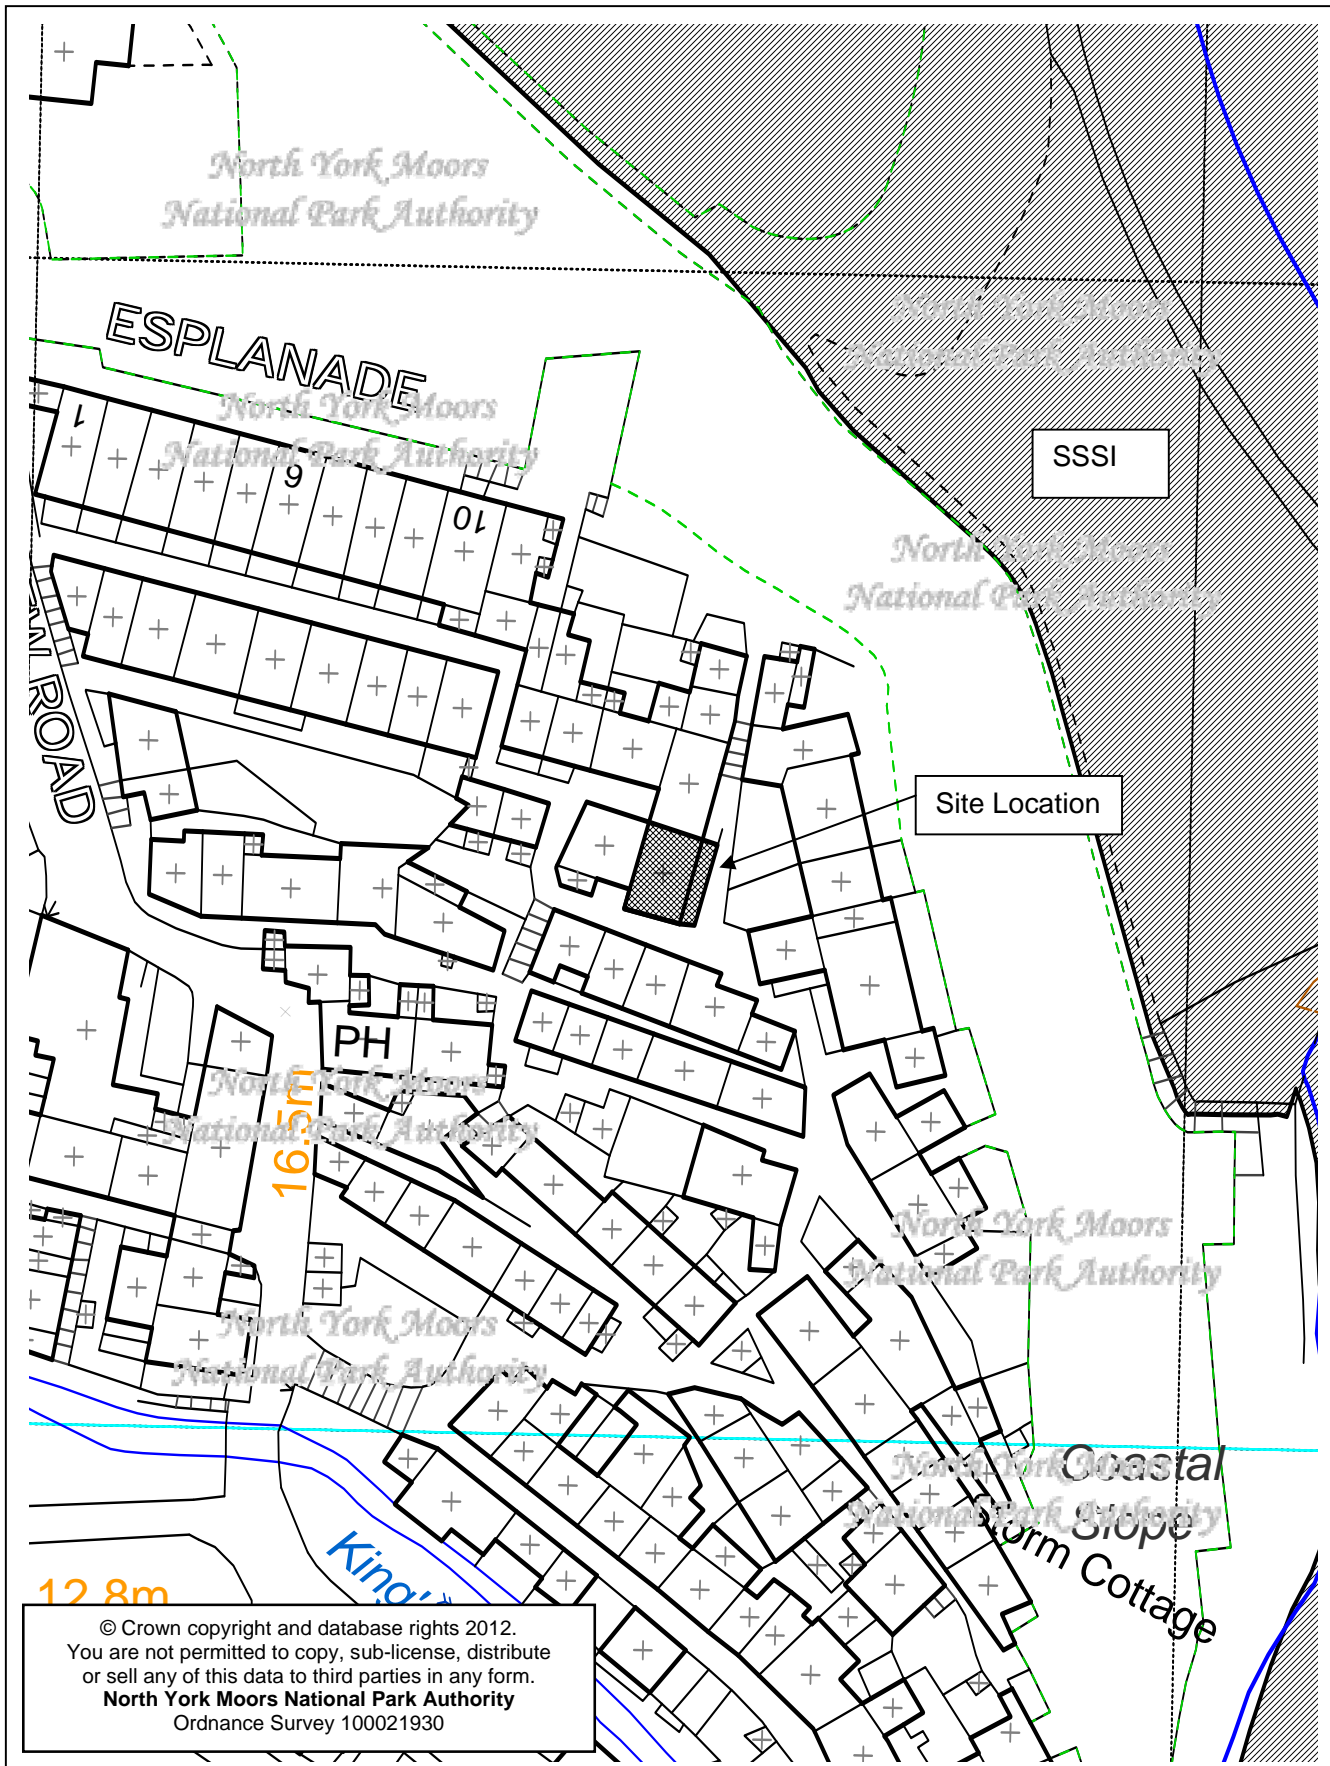 North York Moors
National Park Authority
North York Moors
National Park Authority
ESPLANADE
North York Moors
National Park Authority
1
6
10
SSSI
North York Moors
National Park Authority
ROAD
Site Location
PH
16.5m
North York Moors
National Park Authority
North York Moors
National Park Authority
North York Moors
National Park Authority
North York Moors
National Park Authority
Coastal
Slope
Storm Cottage
King's
12.8m
© Crown copyright and database rights 2012.
You are not permitted to copy, sub-license, distribute
or sell any of this data to third parties in any form.
North York Moors National Park Authority
Ordnance Survey 100021930